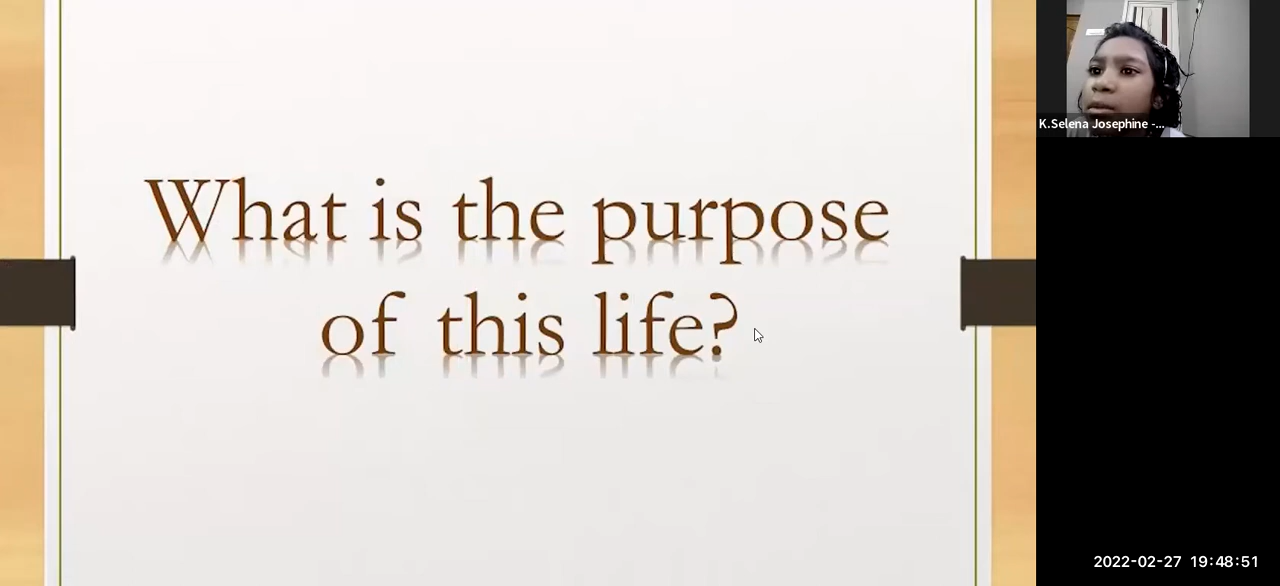 What is the purpose
of this life?
K.Selena Josephine -...
2022-02-27 19:48:51